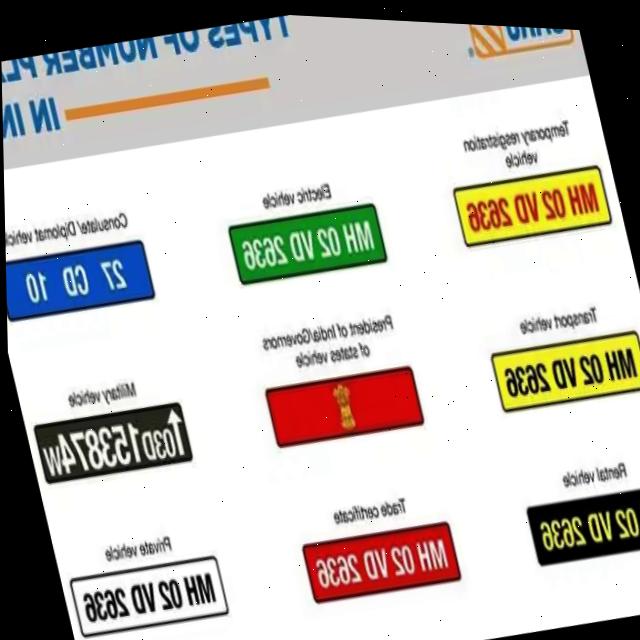 TYPES OF NUMBER
IN
Temporary resgistration
vehicle
MH 02 VD 2636
Electric vehicle
MH 02 VD 2636
Consulate/ Diplomat vehicle
27 CD 10
Transport vehicle
MH 02 VD 2636
President of India/Governors
of states vehicle
Military vehicle
↑03D153874W
Rental vehicle
02 VD 2636
Trade certificate
MH 02 VD 2636
Private vehicle
MH 02 VD 2636